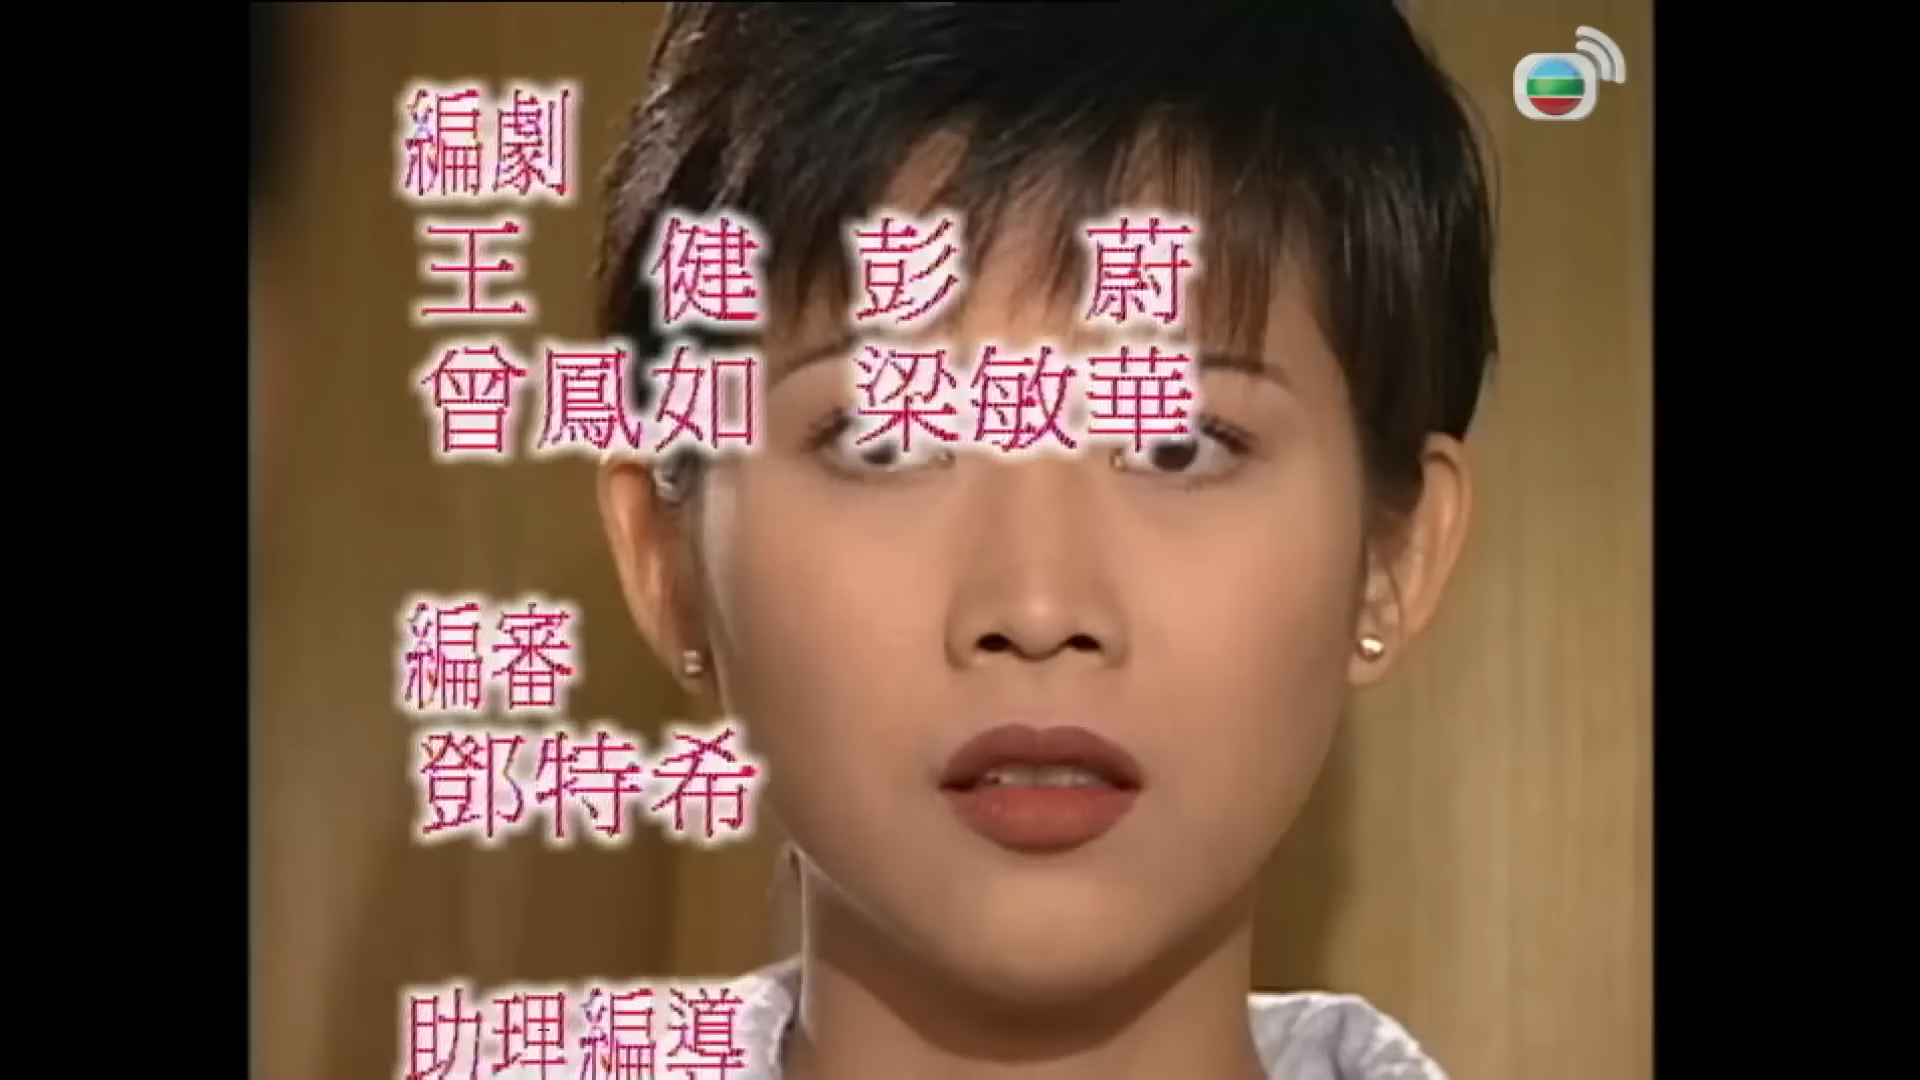 編劇
王 健 彭 蔚
曾鳳如 梁敏華
編審
鄧特希
助理編導